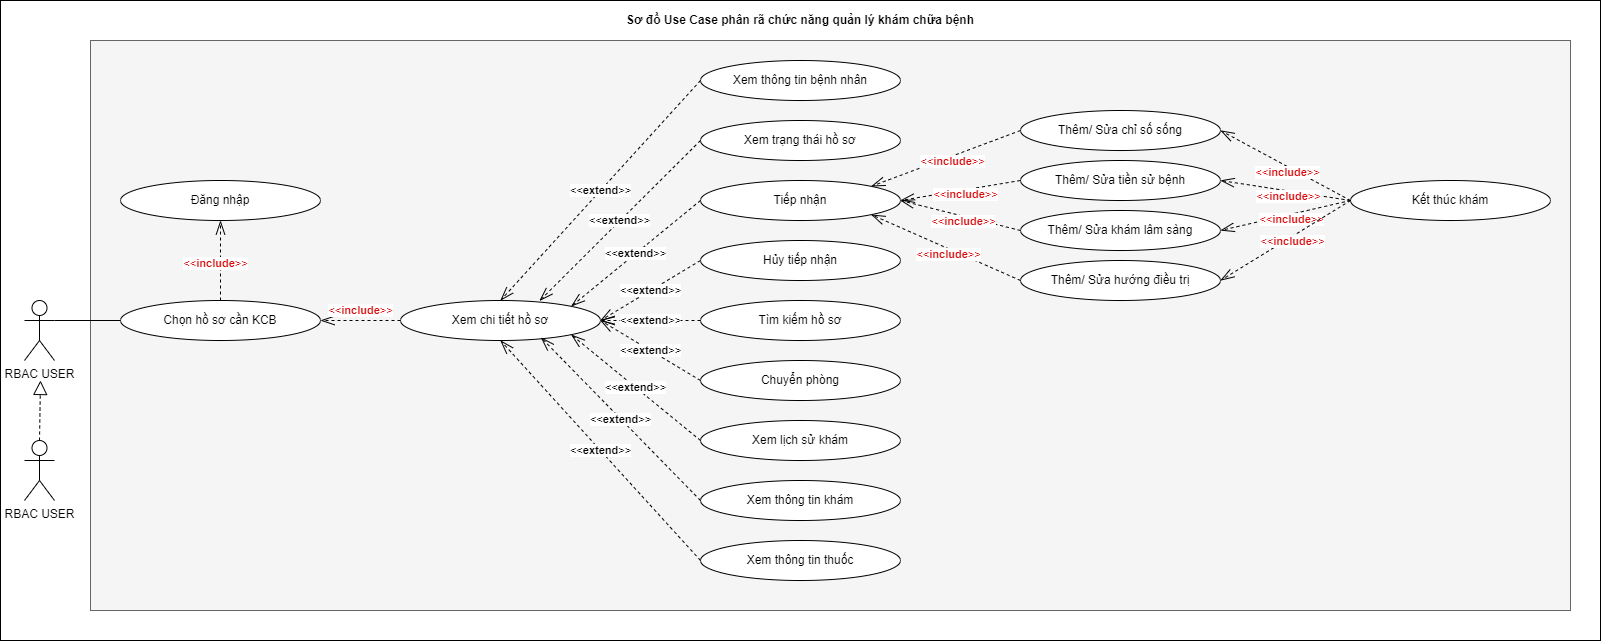 Sơ đồ Use Case phân rã chức năng quản lý khám chữa bệnh
Xem thông tin bệnh nhân
Xem trạng thái hồ sơ
Thêm/ Sửa chỉ số sống
<<include>>
<<include>>
Thêm/ Sửa tiền sử bệnh
<<extend>>
<<include>>
<<include>>
Đăng nhập
Tiếp nhận
Kết thúc khám
<<extend>>
<<include>>
<<include>>
Thêm/ Sửa khám lâm sàng
<<include>>
<<extend>>
<<include>>
Hủy tiếp nhận
<<include>>
Thêm/ Sửa hướng điều trị
<<extend>>
<<include>>
Chọn hồ sơ cần KCB
Xem chi tiết hồ sơ
<<extend>>
Tìm kiếm hồ sơ
<<extend>>
RBAC USER
Chuyển phòng
<<extend>>
<<extend>>
Xem lịch sử khám
<<extend>>
Xem thông tin khám
RBAC USER
Xem thông tin thuốc